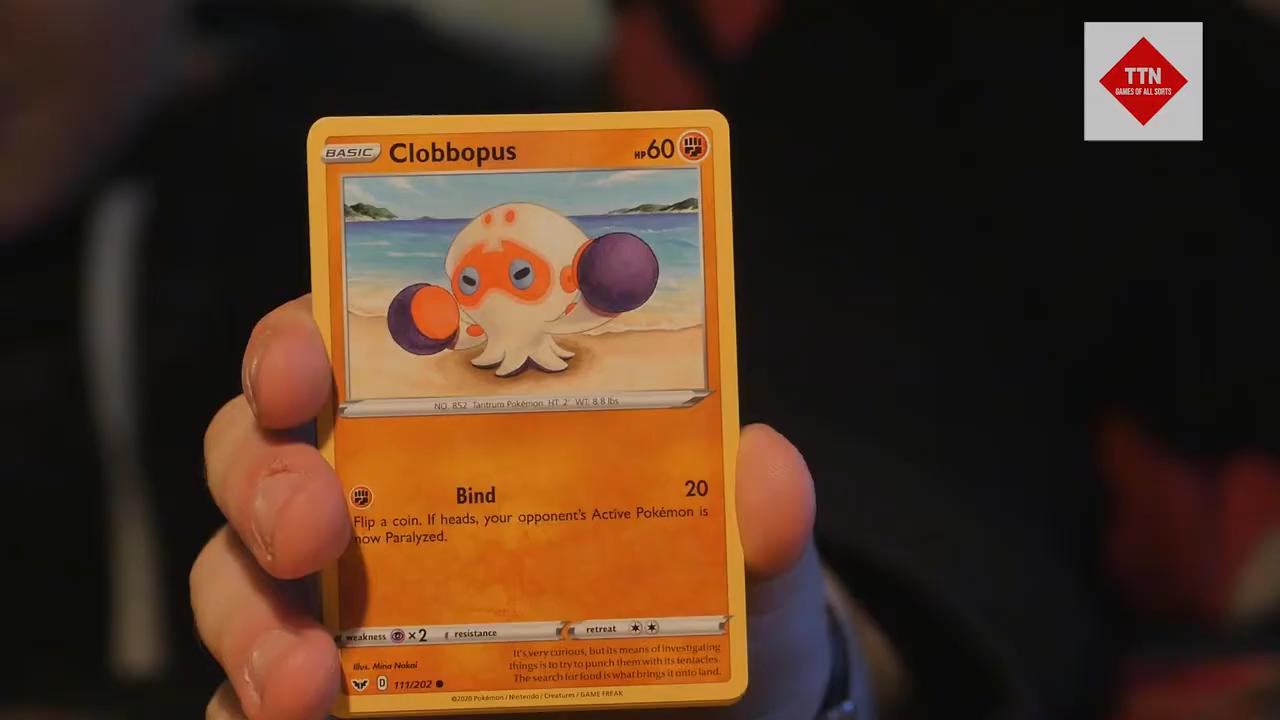 TTN
GAMES OF ALL SORTS
BASIC Clobbopus HP60
NO. 852 Tantrum Pokémon HT: 2' WT: 8.8 lbs
Bind 20
Flip a coin. If heads, your opponent's Active Pokémon is
now Paralyzed.
weakness ×2 resistance retreat
Illus. Mina Nakai
It's very curious, but its means of investigating
things is to try to punch them with its tentacles.
The search for food is what brings it onto land.
D 111/202
©2020 Pokémon / Nintendo / Creatures / GAME FREAK